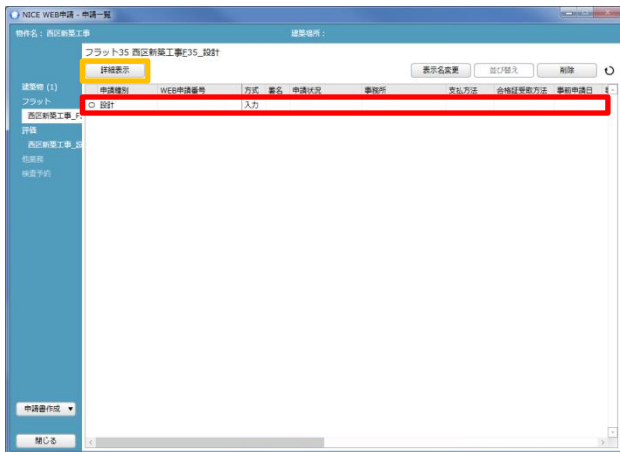 NICE WEB申請 - 申請一覧
物件名：西区新築工事 建築場所：
フラット35 西区新築工事F35_設計
詳細表示 表示名変更 並び替え 削除
建築物 (1)
フラット
西区新築工事_F
評価
西区新築工事_設
検査予約
申請種別 WEB申請番号 方式 署名 申請状況 事務所 支払方法 合格証受取方法 事前申請日
設計 入力
申請書作成 ▼
閉じる